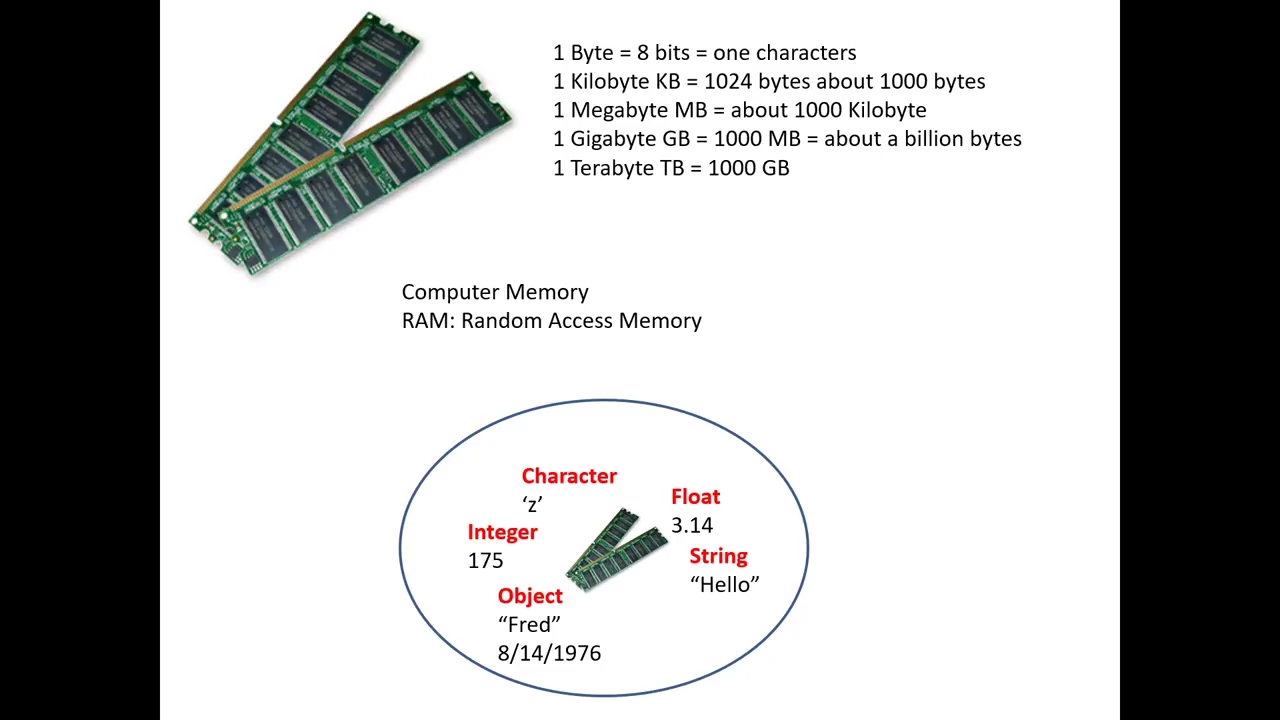 1 Byte = 8 bits = one characters
1 Kilobyte KB = 1024 bytes about 1000 bytes
1 Megabyte MB = about 1000 Kilobyte
1 Gigabyte GB = 1000 MB = about a billion bytes
1 Terabyte TB = 1000 GB
Computer Memory
RAM: Random Access Memory
Character
‘z’
Float
3.14
Integer
175
String
“Hello”
Object
“Fred”
8/14/1976